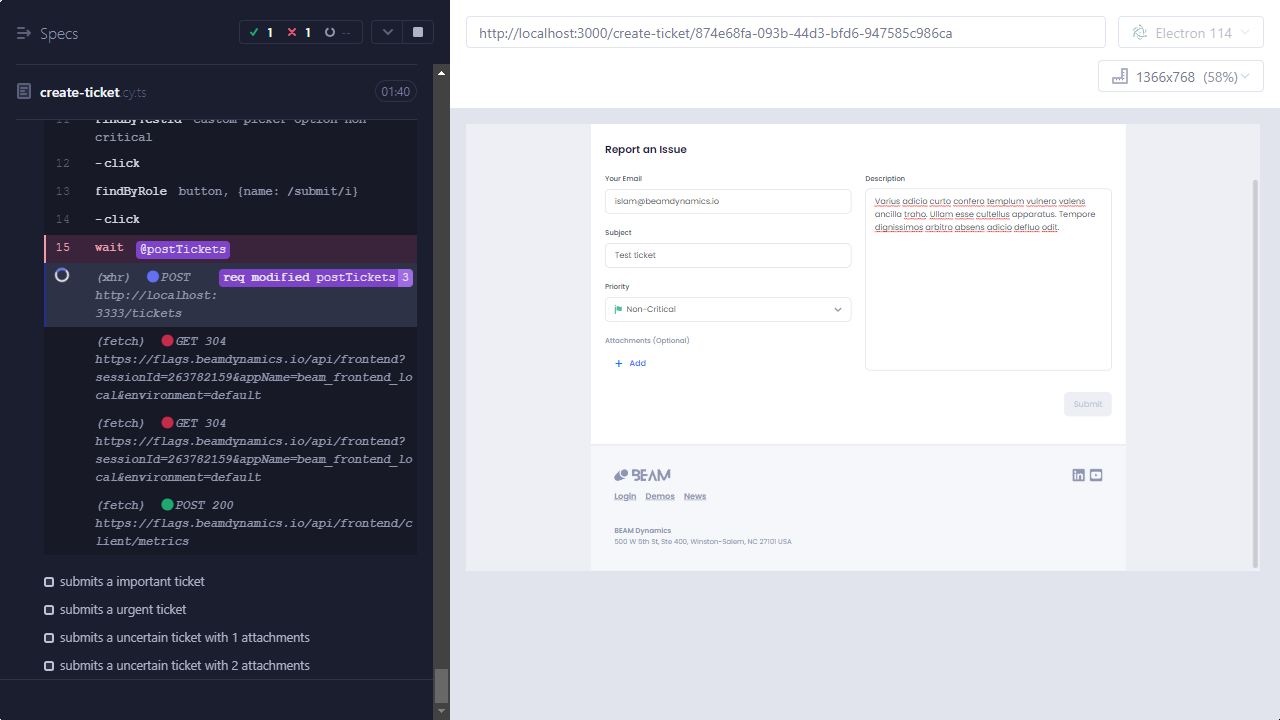 Specs
1
1
--
create-ticket.cy.ts
01:40
11 findByTestId custom-picker-option-non-
critical
12 -click
13 findByRole button, {name: /submit/i}
14 -click
15 wait @postTickets
(xhr) POST req modified postTickets 3
http://localhost:
3333/tickets
(fetch) GET 304
https://flags.beamdynamics.io/api/frontend?
sessionId=263782159&appName=beam_frontend_lo
cal&environment=default
(fetch) GET 304
https://flags.beamdynamics.io/api/frontend?
sessionId=263782159&appName=beam_frontend_lo
cal&environment=default
(fetch) POST 200
https://flags.beamdynamics.io/api/frontend/c
lient/metrics
submits a important ticket
submits a urgent ticket
submits a uncertain ticket with 1 attachments
submits a uncertain ticket with 2 attachments
http://localhost:3000/create-ticket/874e68fa-093b-44d3-bfd6-947585c986ca
Electron 114
1366x768 (58%)
Report an Issue
Your Email
islam@beamdynamics.io
Subject
Test ticket
Priority
Non-Critical
Attachments (Optional)
+ Add
Description
Varius adicio curto confero templum vulnero valens
ancilla traho. Ullam esse cultellus apparatus. Tempore
dignissimos arbitro absens adicio defluo odit.
Submit
BEAM
Login Demos News
BEAM Dynamics
500 W 5th St, Ste 400, Winston-Salem, NC 27101 USA